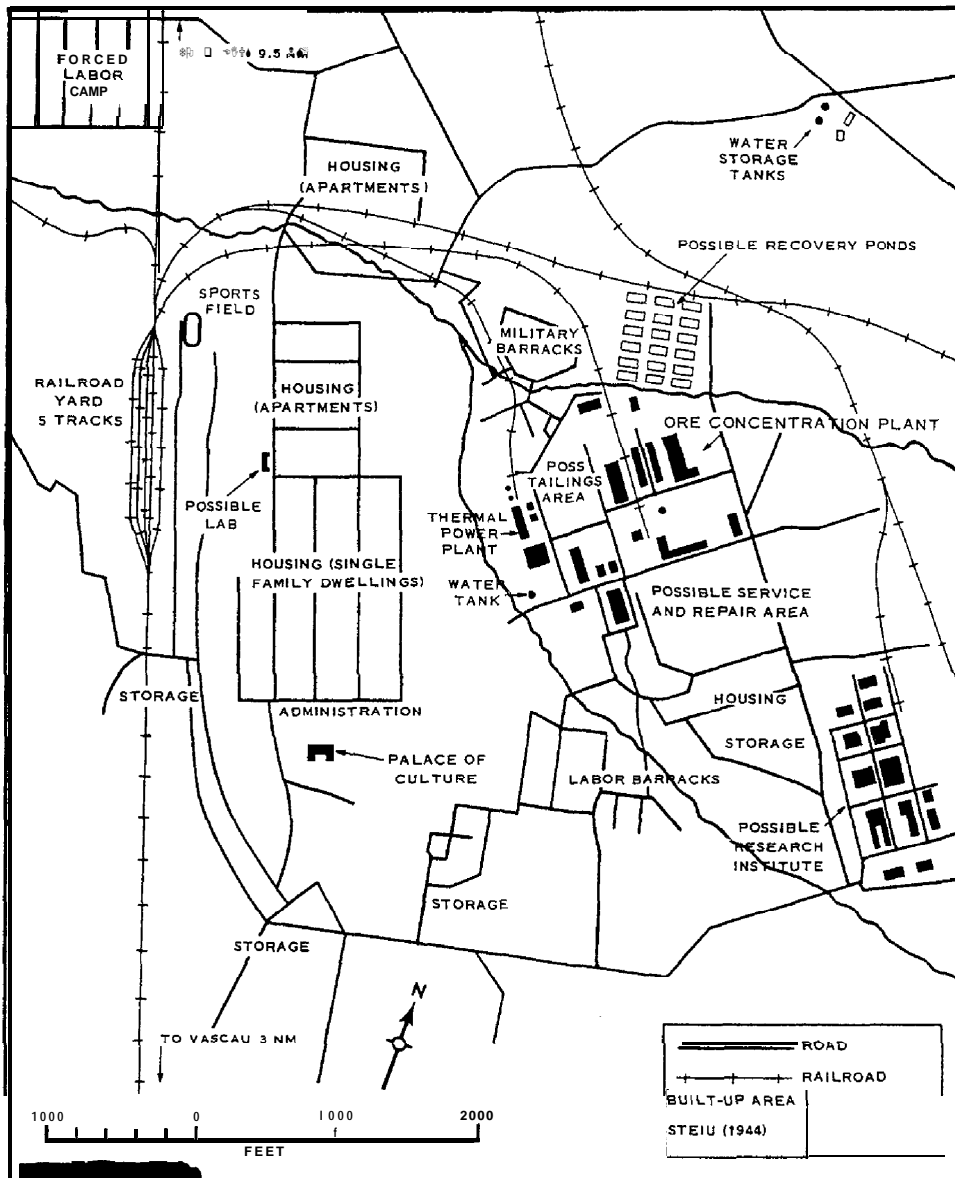 FORCED
LABOR
CAMP
9.5
WATER
STORAGE
TANKS
HOUSING
(APARTMENTS)
POSSIBLE RECOVERY PONDS
SPORTS
FIELD
MILITARY
BARRACKS
RAILROAD
YARD
5 TRACKS
HOUSING
(APARTMENTS)
ORE CONCENTRATION PLANT
POSS
TAILINGS
AREA
POSSIBLE
LAB
THERMAL
POWER
PLANT
HOUSING (SINGLE
FAMILY DWELLINGS)
WATER
TANK
POSSIBLE SERVICE
AND REPAIR AREA
STORAGE
ADMINISTRATION
HOUSING
STORAGE
PALACE OF
CULTURE
LABOR BARRACKS
POSSIBLE
RESEARCH
INSTITUTE
STORAGE
STORAGE
N
TO VASCAU 3 NM
ROAD
RAILROAD
BUILT-UP AREA
STEIU (1944)
1000 0 1000 2000
FEET